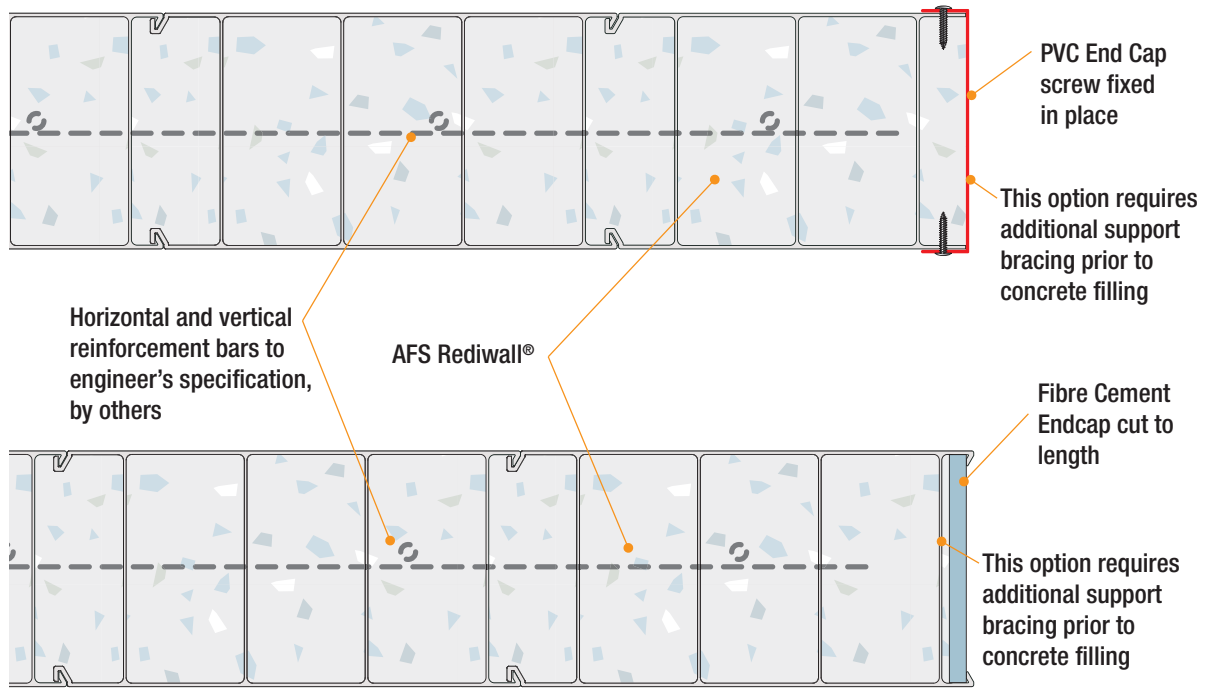 PVC End Cap
screw fixed
in place
This option requires
additional support
bracing prior to
concrete filling
Horizontal and vertical
reinforcement bars to
engineer’s specification,
by others
AFS Rediwall®
Fibre Cement
Endcap cut to
length
This option requires
additional support
bracing prior to
concrete filling